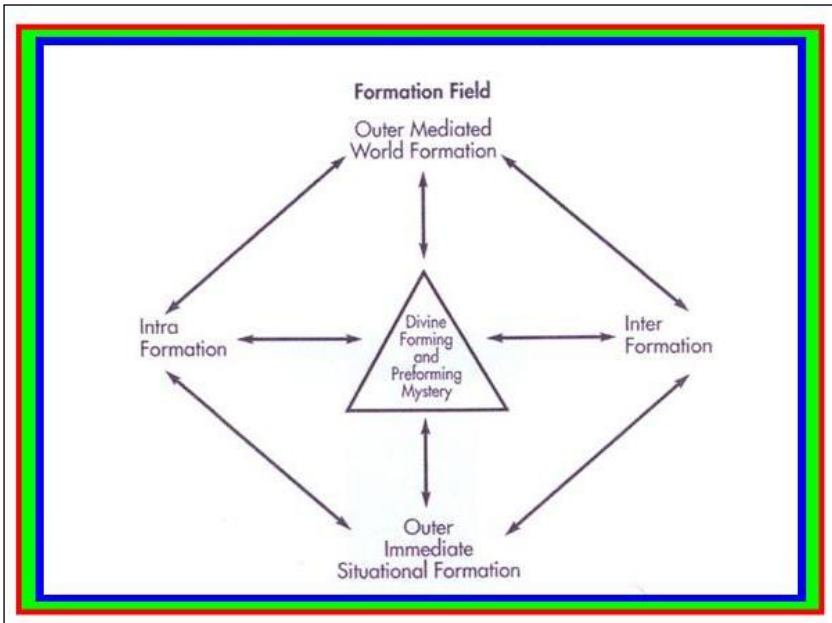 Formation Field
Outer Mediated
World Formation
Intra
Formation
Divine
Forming
and
Preforming
Mystery
Inter
Formation
Outer
Immediate
Situational Formation